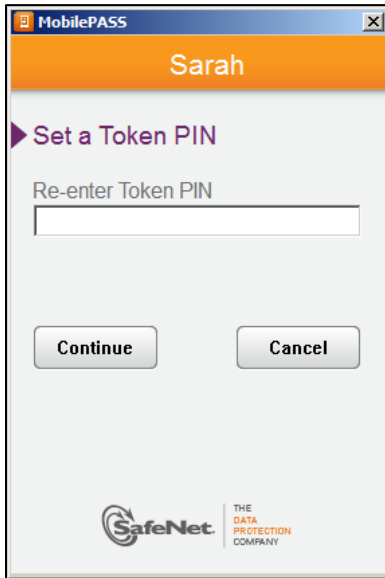 MobilePASS
Sarah
Set a Token PIN
Re-enter Token PIN
Continue
Cancel
SafeNet.
THE
DATA
PROTECTION
COMPANY